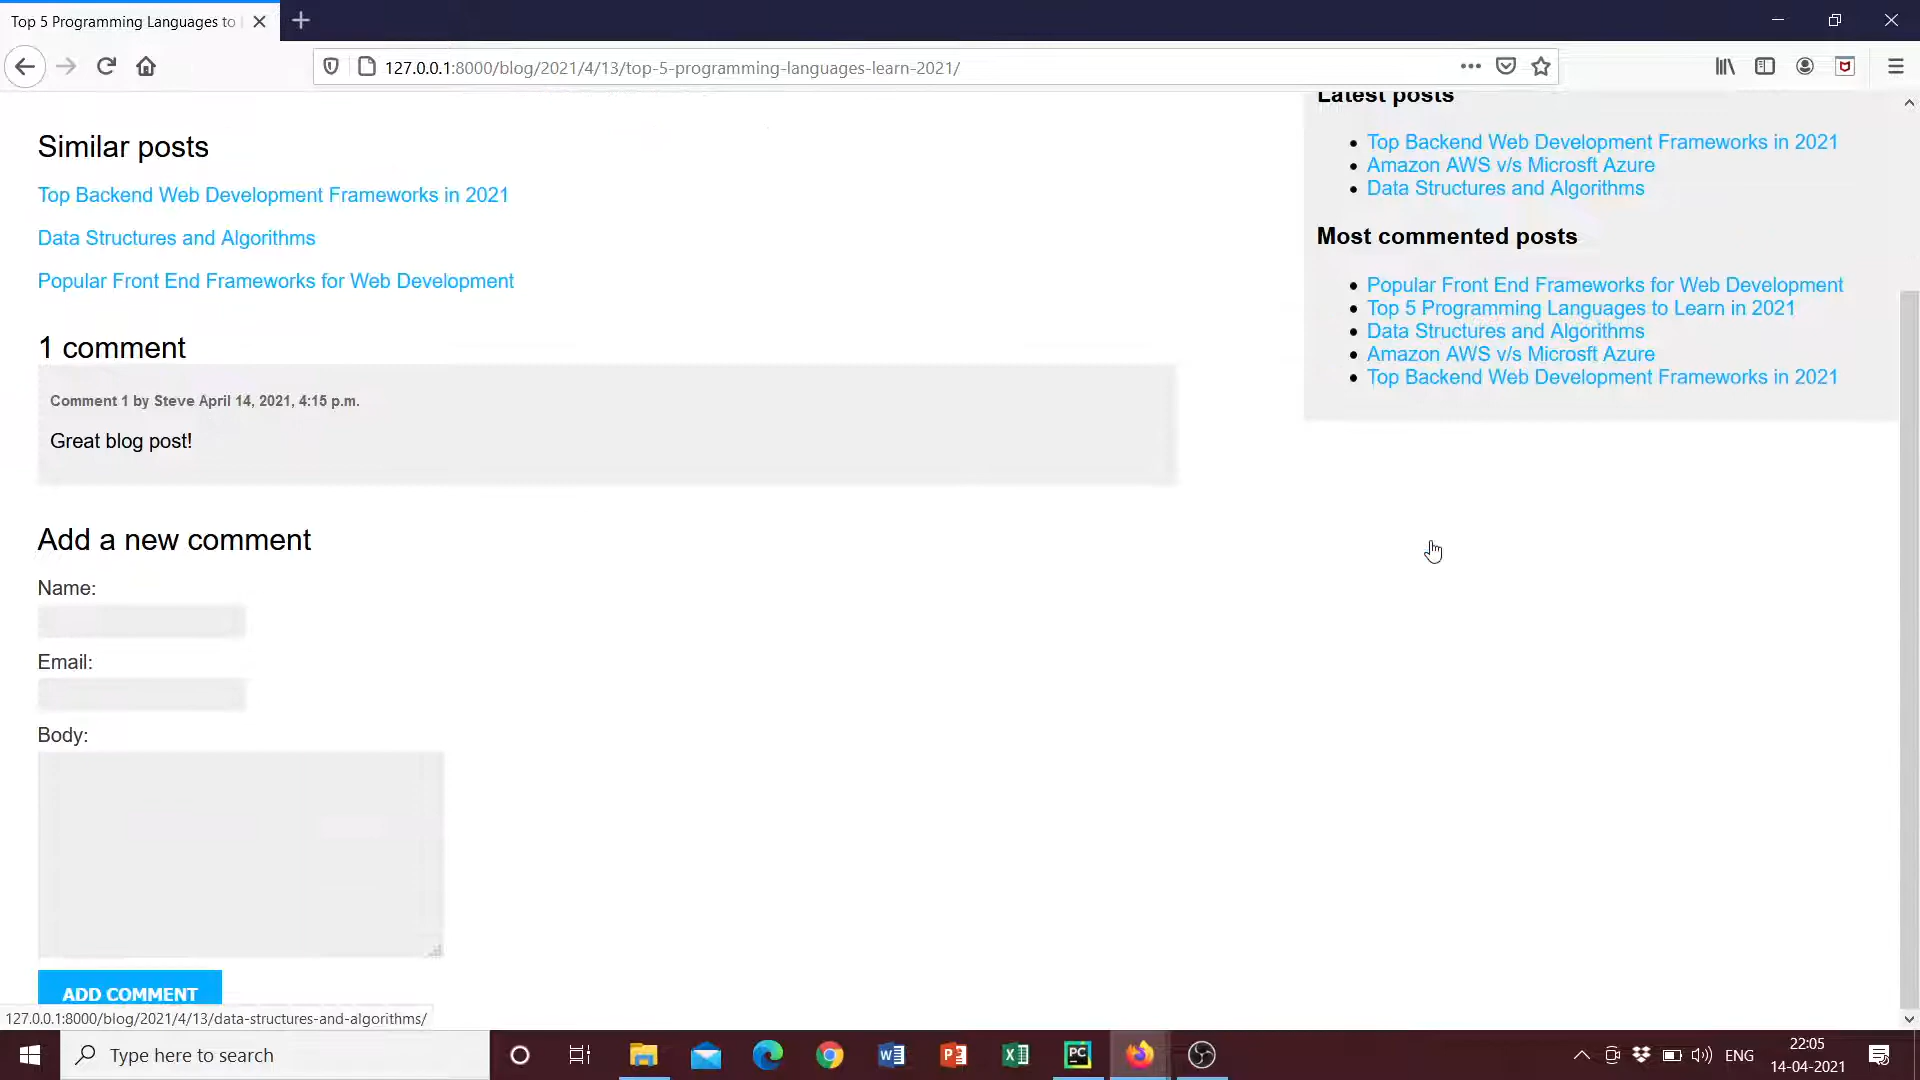 Top 5 Programming Languages to
127.0.0.1:8000/blog/2021/4/13/top-5-programming-languages-learn-2021/
Similar posts
Top Backend Web Development Frameworks in 2021
Data Structures and Algorithms
Popular Front End Frameworks for Web Development
1 comment
Comment 1 by Steve April 14, 2021, 4:15 p.m.
Great blog post!
Add a new comment
Name:
Email:
Body:
ADD COMMENT
Latest posts
Top Backend Web Development Frameworks in 2021
Amazon AWS v/s Microsft Azure
Data Structures and Algorithms
Most commented posts
Popular Front End Frameworks for Web Development
Top 5 Programming Languages to Learn in 2021
Data Structures and Algorithms
Amazon AWS v/s Microsft Azure
Top Backend Web Development Frameworks in 2021
127.0.0.1:8000/blog/2021/4/13/data-structures-and-algorithms/
Type here to search
PC
ENG
22:05
14-04-2021